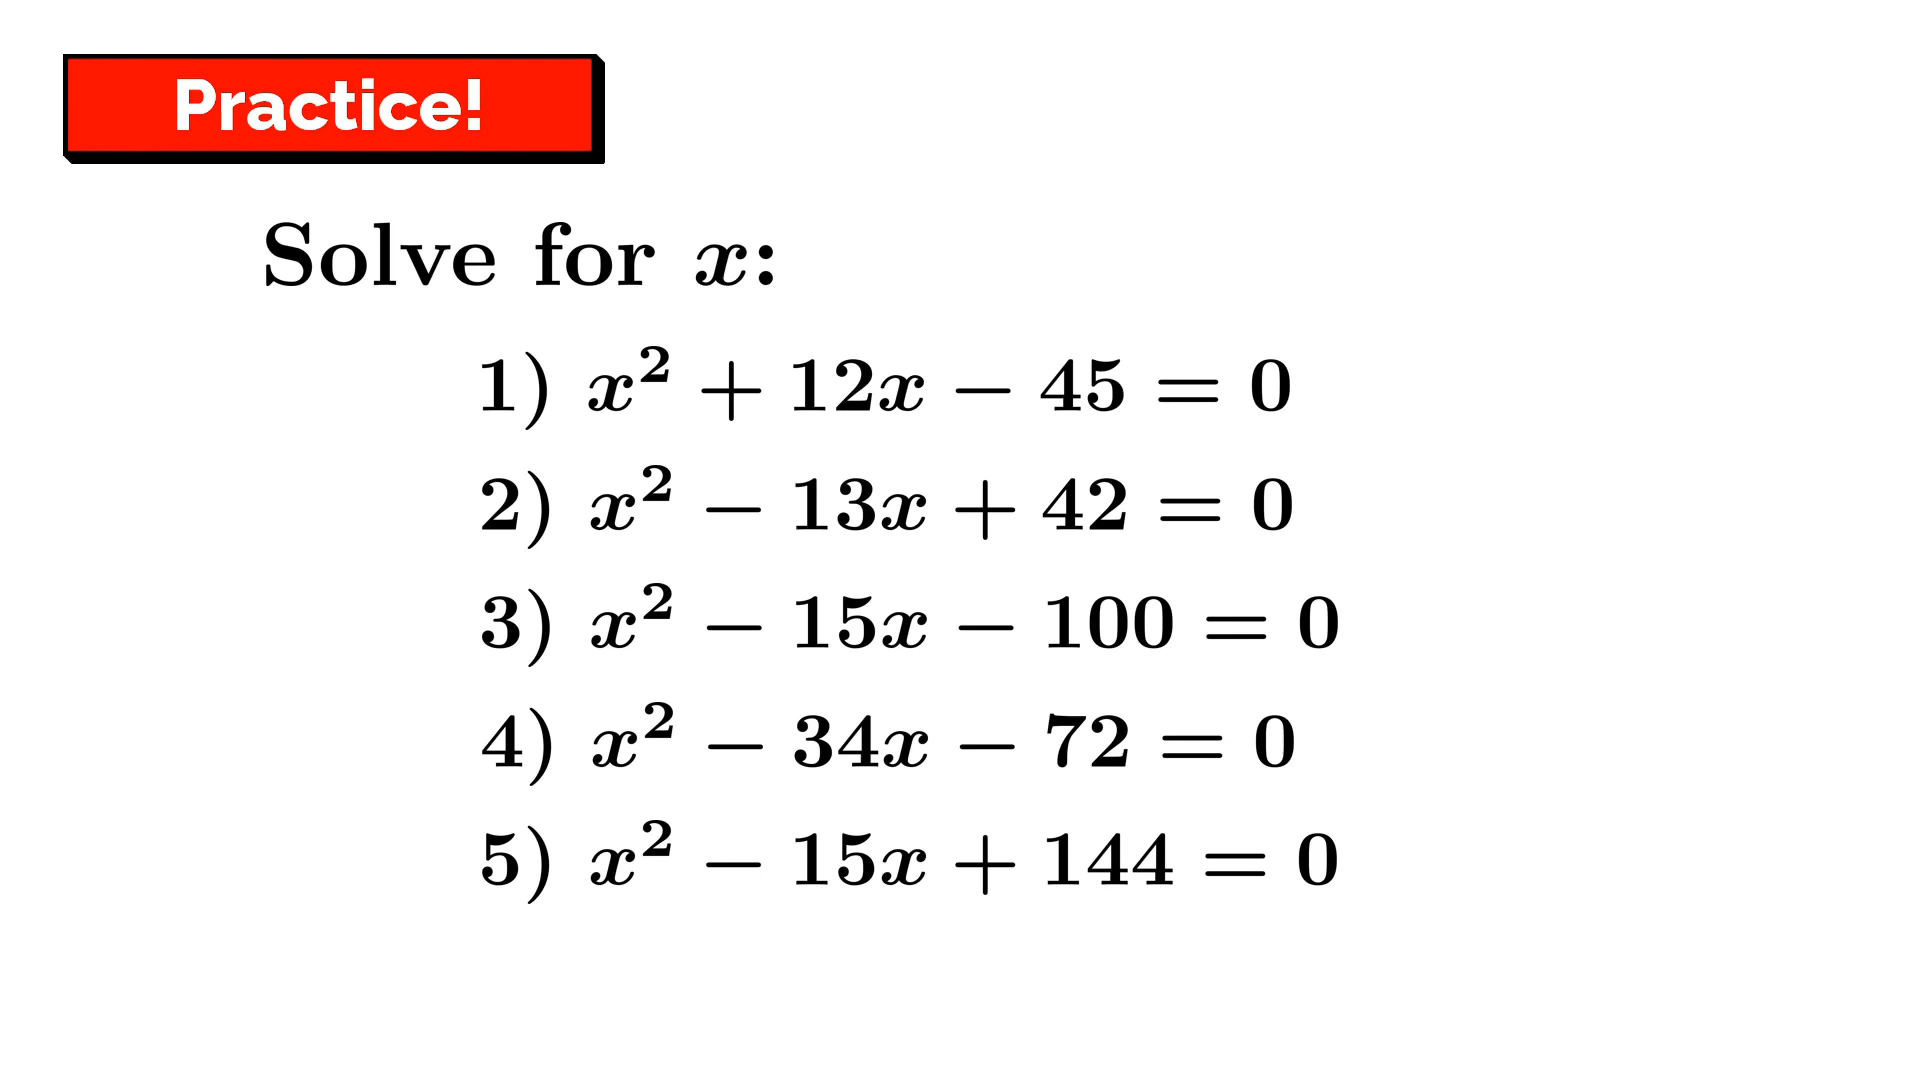 Practice!
Solve for x:
1) x² + 12x − 45 = 0
2) x² − 13x + 42 = 0
3) x² − 15x − 100 = 0
4) x² − 34x − 72 = 0
5) x² − 15x + 144 = 0